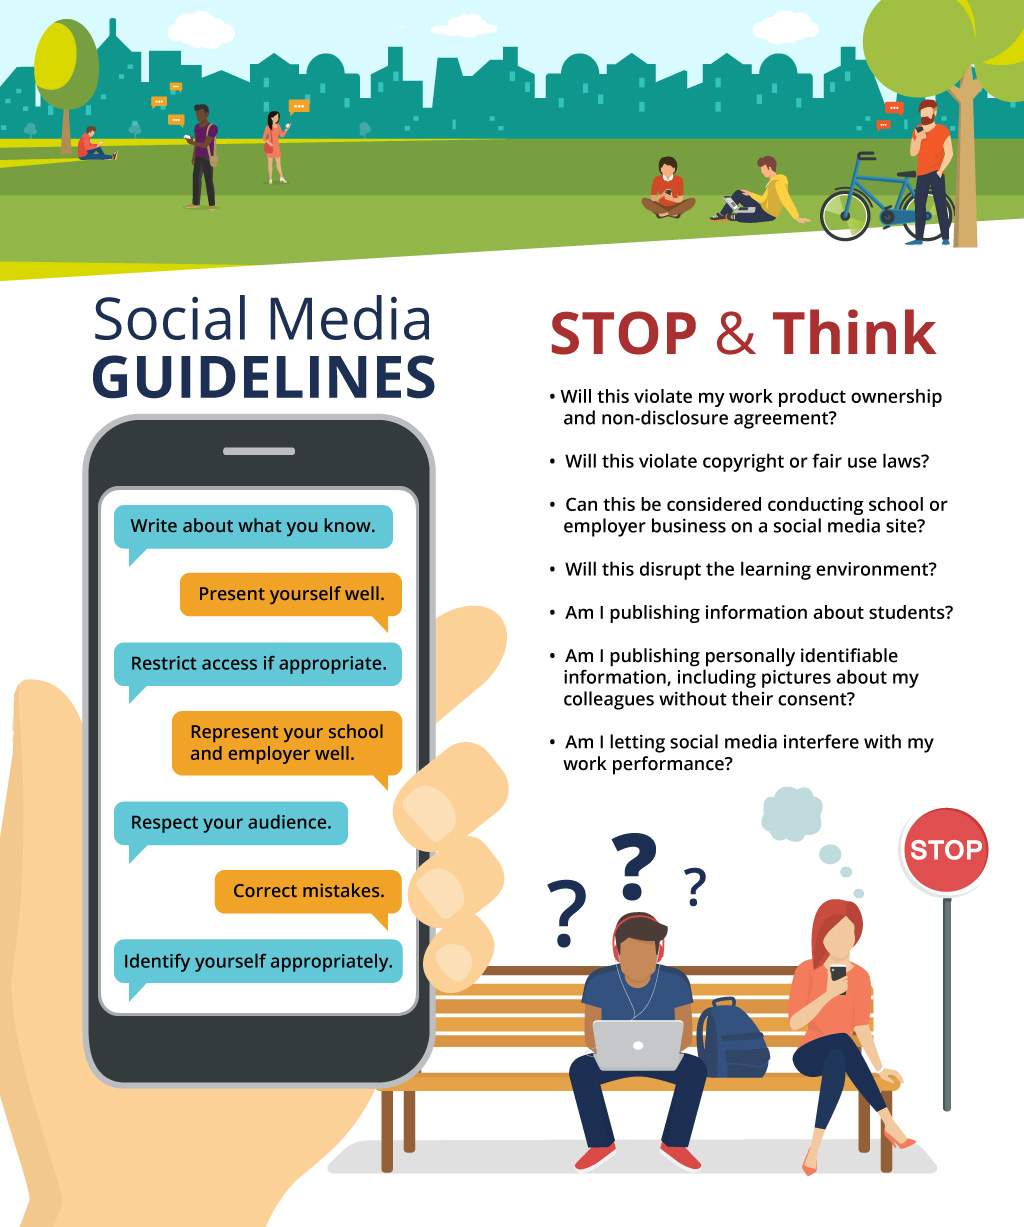 Social Media
GUIDELINES
Write about what you know.
Present yourself well.
Restrict access if appropriate.
Represent your school
and employer well.
Respect your audience.
Correct mistakes.
Identify yourself appropriately.
STOP & Think
• Will this violate my work product ownership
and non-disclosure agreement?
• Will this violate copyright or fair use laws?
• Can this be considered conducting school or
employer business on a social media site?
• Will this disrupt the learning environment?
• Am I publishing information about students?
• Am I publishing personally identifiable
information, including pictures about my
colleagues without their consent?
• Am I letting social media interfere with my
work performance?
? ? ?
STOP